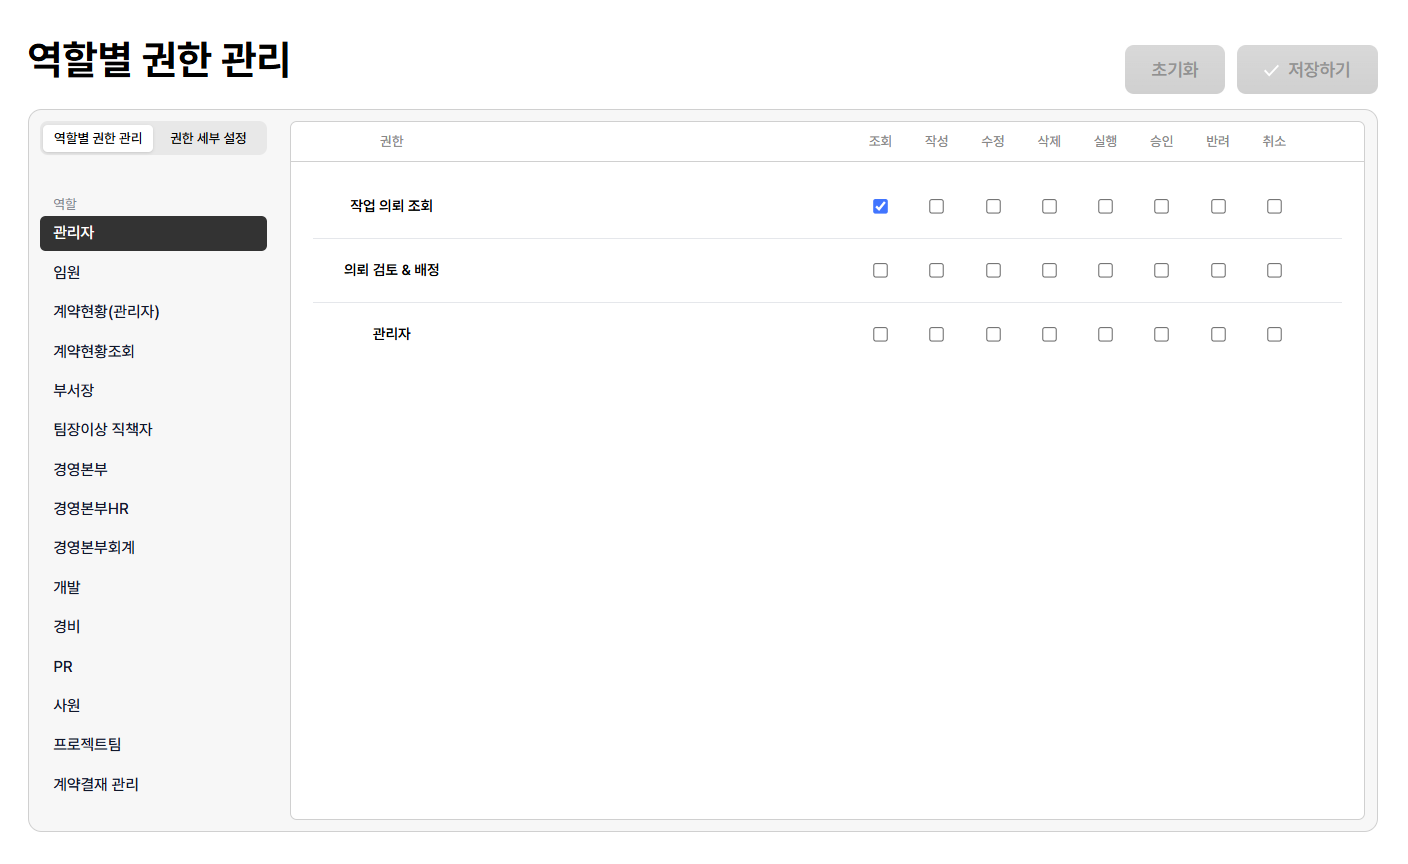 역할별 권한 관리
초기화
저장하기
역할별 권한 관리 권한 세부 설정
역할
관리자
임원
계약현황(관리자)
계약현황조회
부서장
팀장이상 직책자
경영본부
경영본부HR
경영본부회계
개발
경비
PR
사원
프로젝트팀
계약결재 관리
권한 조회 작성 수정 삭제 실행 승인 반려 취소
작업 의뢰 조회
의뢰 검토 & 배정
관리자